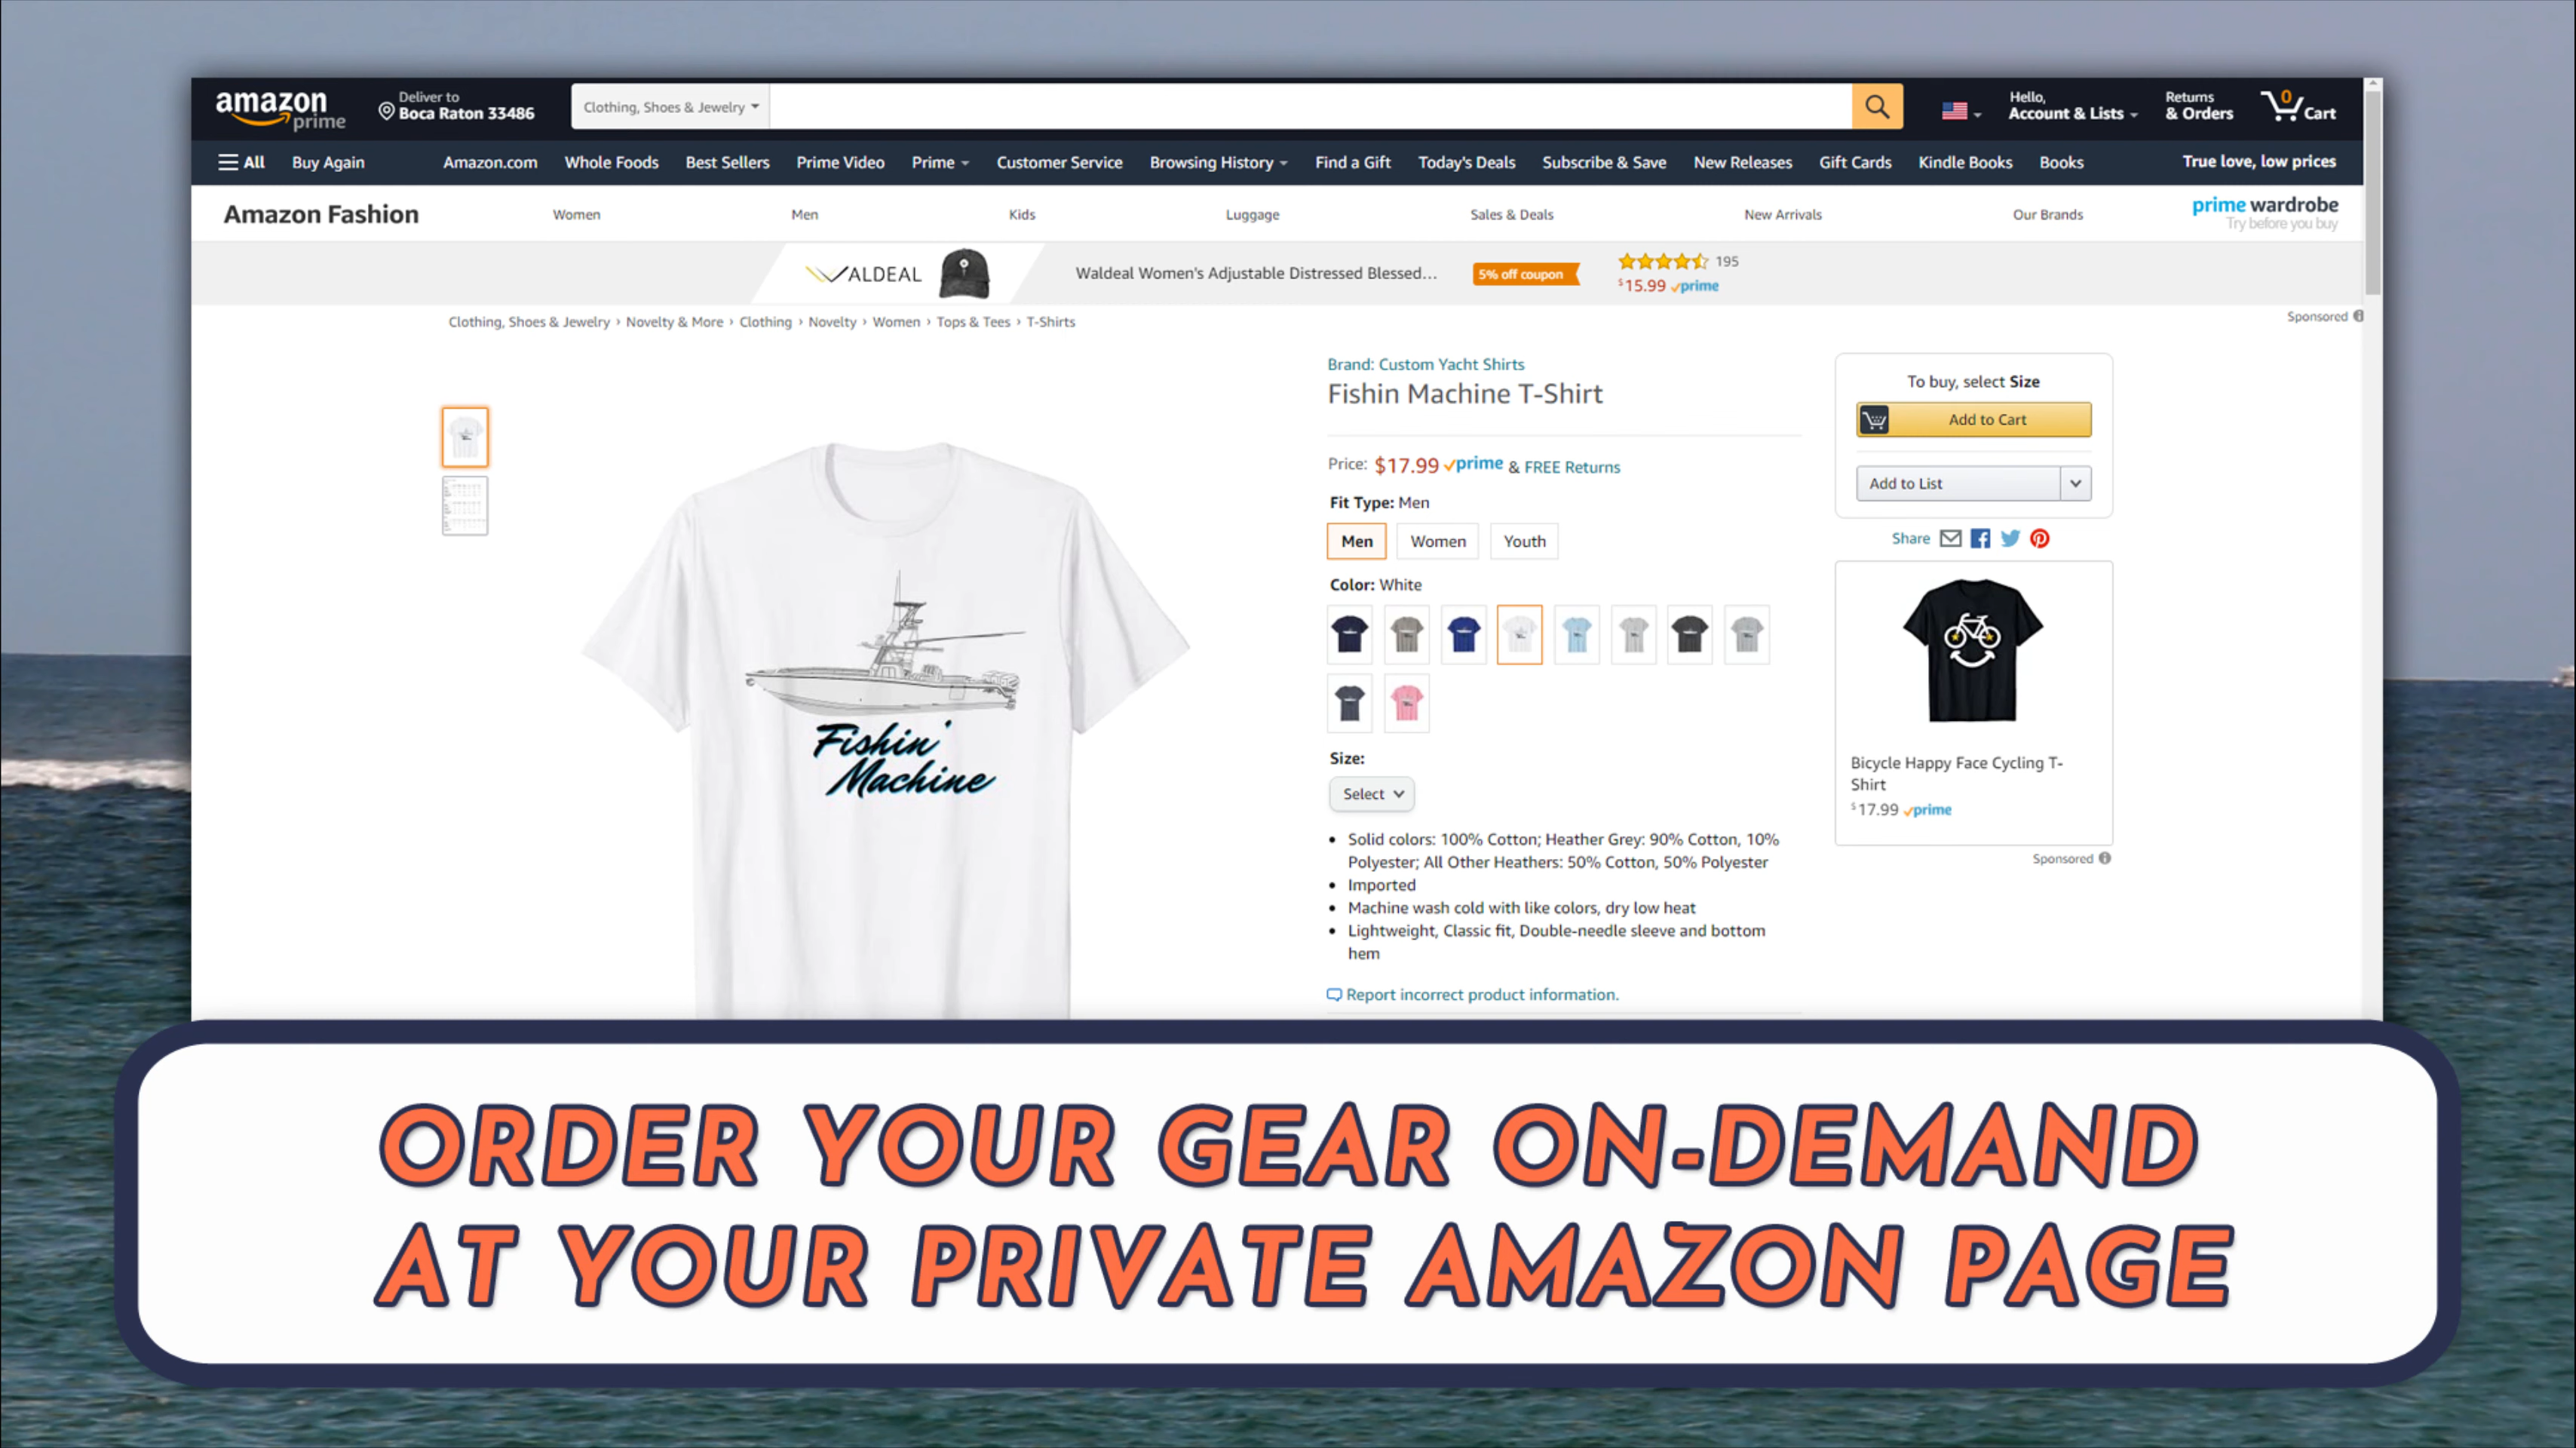 amazon prime
Deliver to
Boca Raton 33486
Clothing, Shoes & Jewelry
Hello,
Account & Lists
Returns
& Orders
0
Cart
All
Buy Again
Amazon.com
Whole Foods
Best Sellers
Prime Video
Prime
Customer Service
Browsing History
Find a Gift
Today's Deals
Subscribe & Save
New Releases
Gift Cards
Kindle Books
Books
True love, low prices
Amazon Fashion
Women
Men
Kids
Luggage
Sales & Deals
New Arrivals
Our Brands
prime wardrobe
Try before you buy
WALDEAL
Waldeal Women's Adjustable Distressed Blessed...
5% off coupon
195
$15.99 prime
Sponsored
Clothing, Shoes & Jewelry › Novelty & More › Clothing › Novelty › Women › Tops & Tees › T-Shirts
Brand: Custom Yacht Shirts
Fishin Machine T-Shirt
Price: $17.99 prime & FREE Returns
Fit Type: Men
Men
Women
Youth
Color: White
Size:
Select
Solid colors: 100% Cotton; Heather Grey: 90% Cotton, 10%
Polyester; All Other Heathers: 50% Cotton, 50% Polyester
Imported
Machine wash cold with like colors, dry low heat
Lightweight, Classic fit, Double-needle sleeve and bottom
hem
Report incorrect product information.
Fishin'
Machine
To buy, select Size
Add to Cart
Add to List
Share
Bicycle Happy Face Cycling T-
Shirt
$17.99 prime
Sponsored
ORDER YOUR GEAR ON-DEMAND
AT YOUR PRIVATE AMAZON PAGE